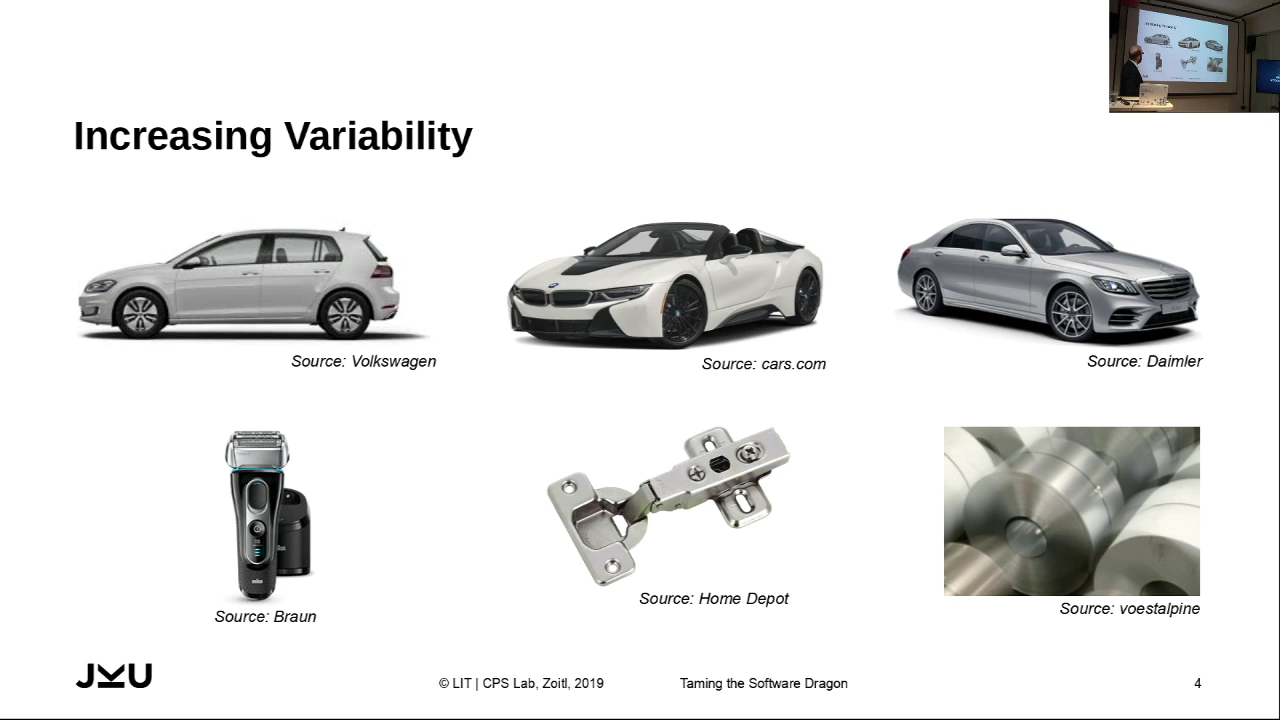 Increasing Variability
Source: Volkswagen
Source: cars.com
Source: Daimler
Source: Braun
Source: Home Depot
Source: voestalpine
JKU
© LIT | CPS Lab, Zoitl, 2019
Taming the Software Dragon
4